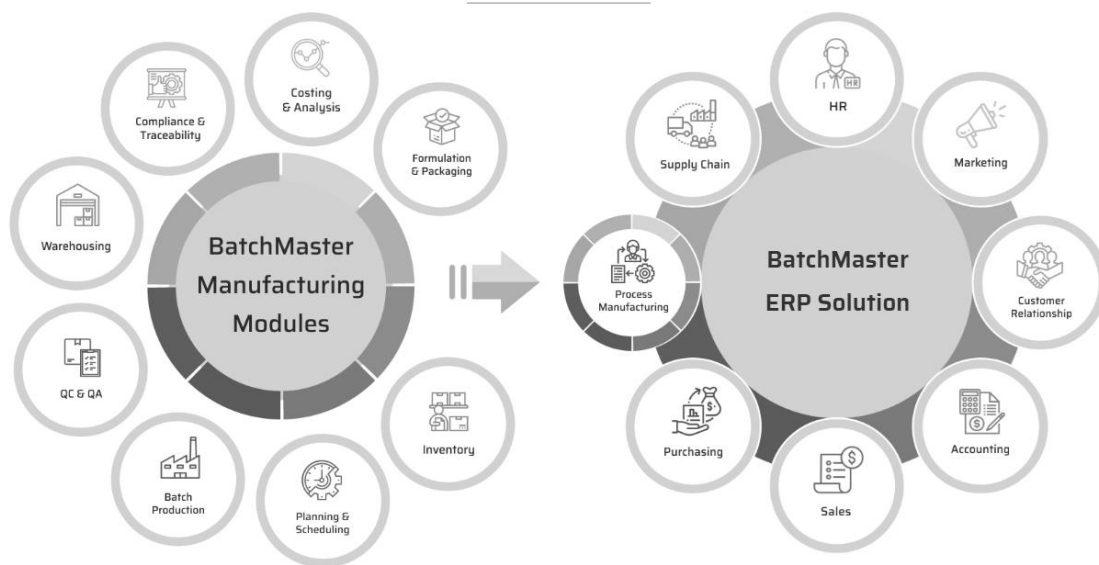 Costing
& Analysis
Compliance &
Traceability
Formulation
& Packaging
Warehousing
BatchMaster
Manufacturing
Modules
QC & QA
Inventory
Batch
Production
Planning &
Scheduling
HR
HR
Supply Chain
Marketing
Process
Manufacturing
BatchMaster
ERP Solution
Customer
Relationship
Purchasing
Accounting
Sales